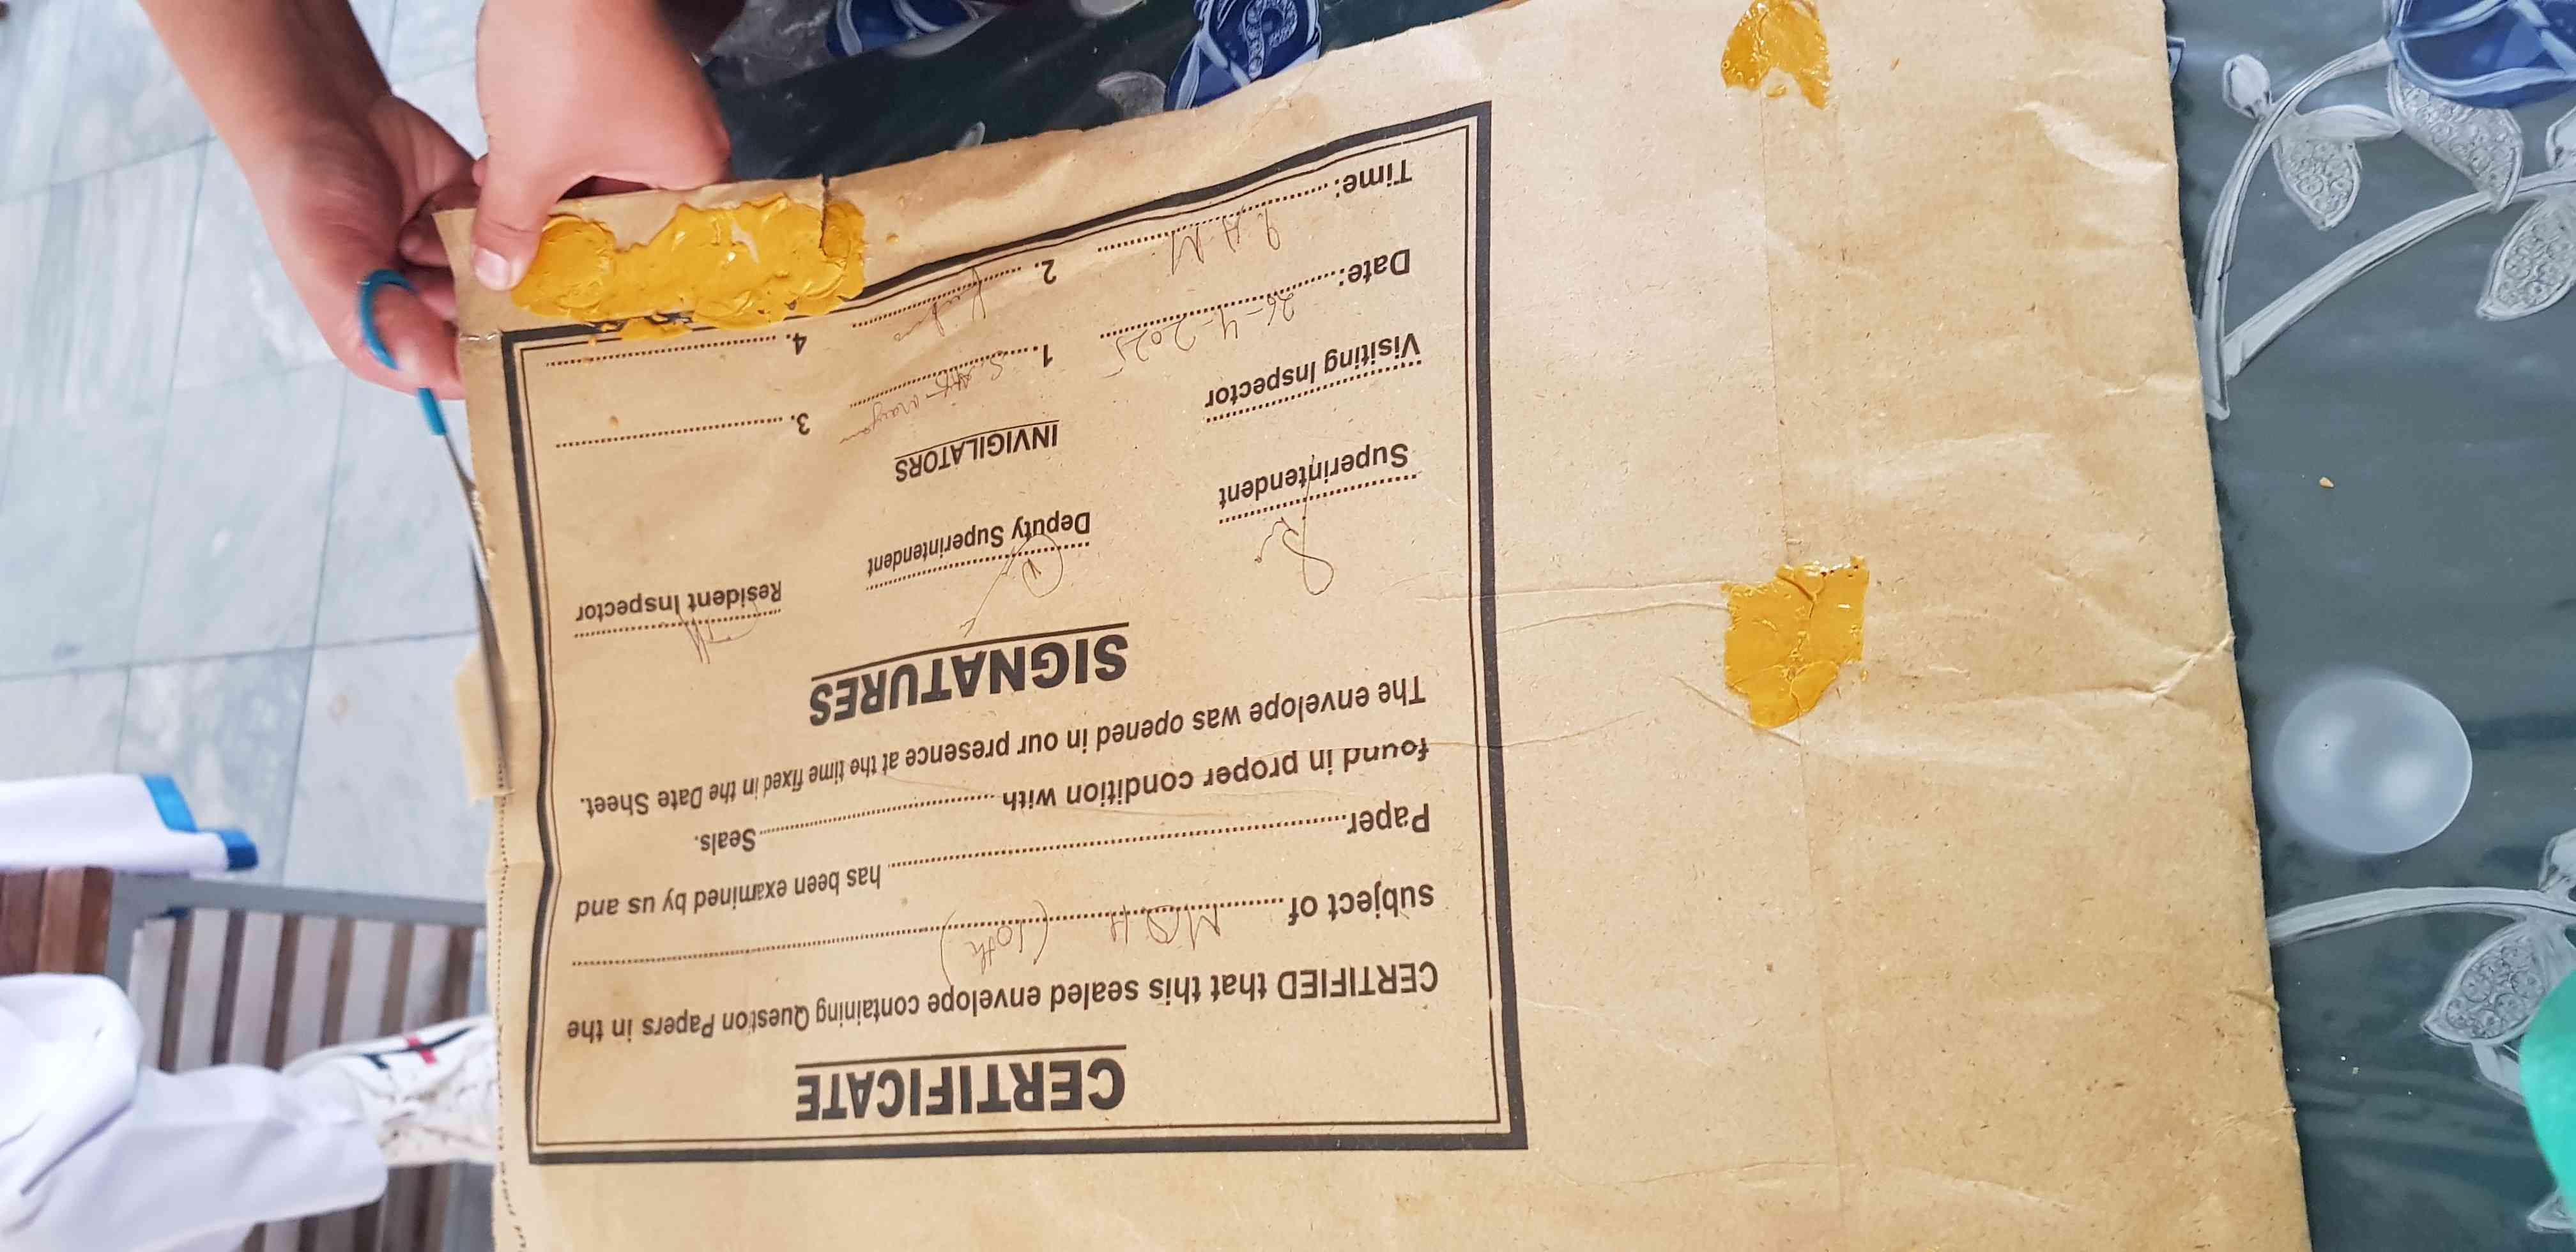 CERTIFICATE
CERTIFIED that this sealed envelope containing Question Papers in the
subject of MQH (10th)
Paper has been examined by us and
found in proper condition with Seals.
The envelope was opened in our presence at the time fixed in the Date Sheet.
SIGNATURES
Superintendent Deputy Superintendent Resident Inspector
Visiting Inspector INVIGILATORS
Date: 26-4-2025 1. 3.
Time: 9 A.M 2. 4.